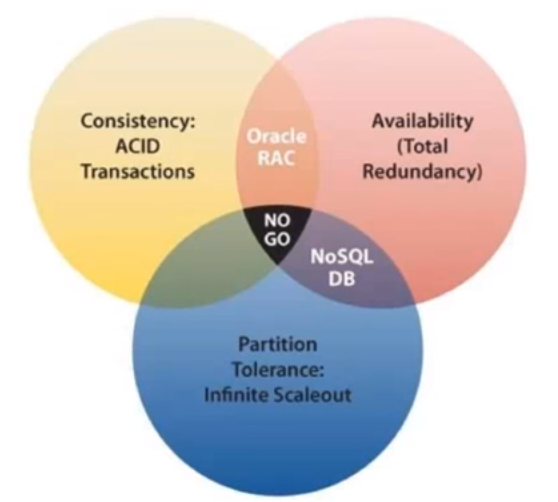 Consistency:
ACID
Transactions
Oracle
RAC
Availability
(Total
Redundancy)
NO
GO
NoSQL
DB
Partition
Tolerance:
Infinite Scaleout